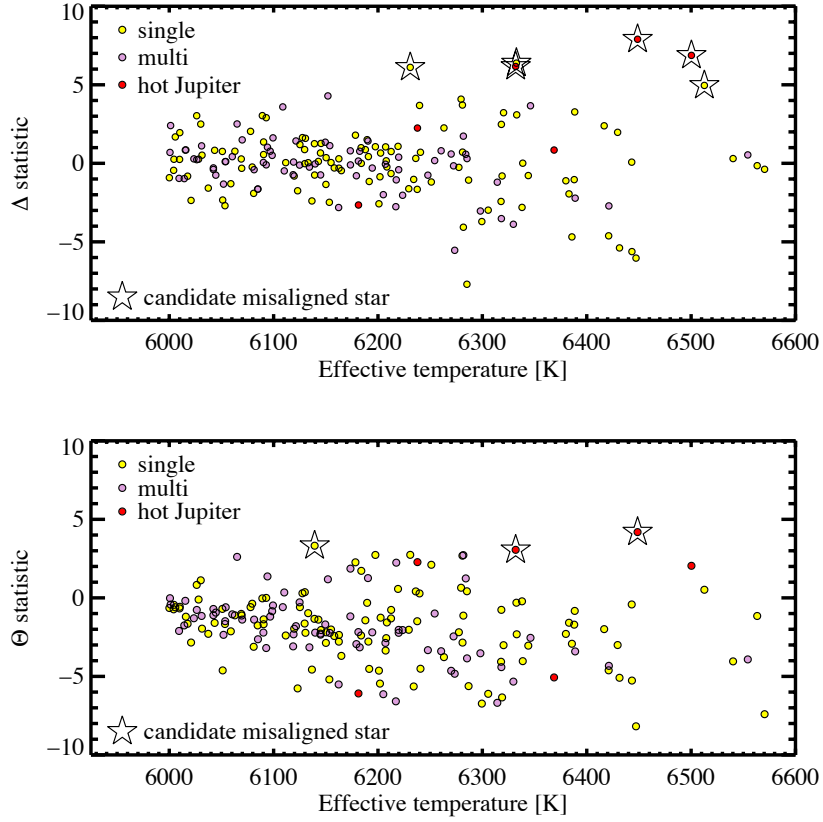 10
5
0
−5
−10
Δ statistic
single
multi
hot Jupiter
candidate misaligned star
6000 6100 6200 6300 6400 6500 6600
Effective temperature [K]
10
5
0
−5
−10
Θ statistic
single
multi
hot Jupiter
candidate misaligned star
6000 6100 6200 6300 6400 6500 6600
Effective temperature [K]